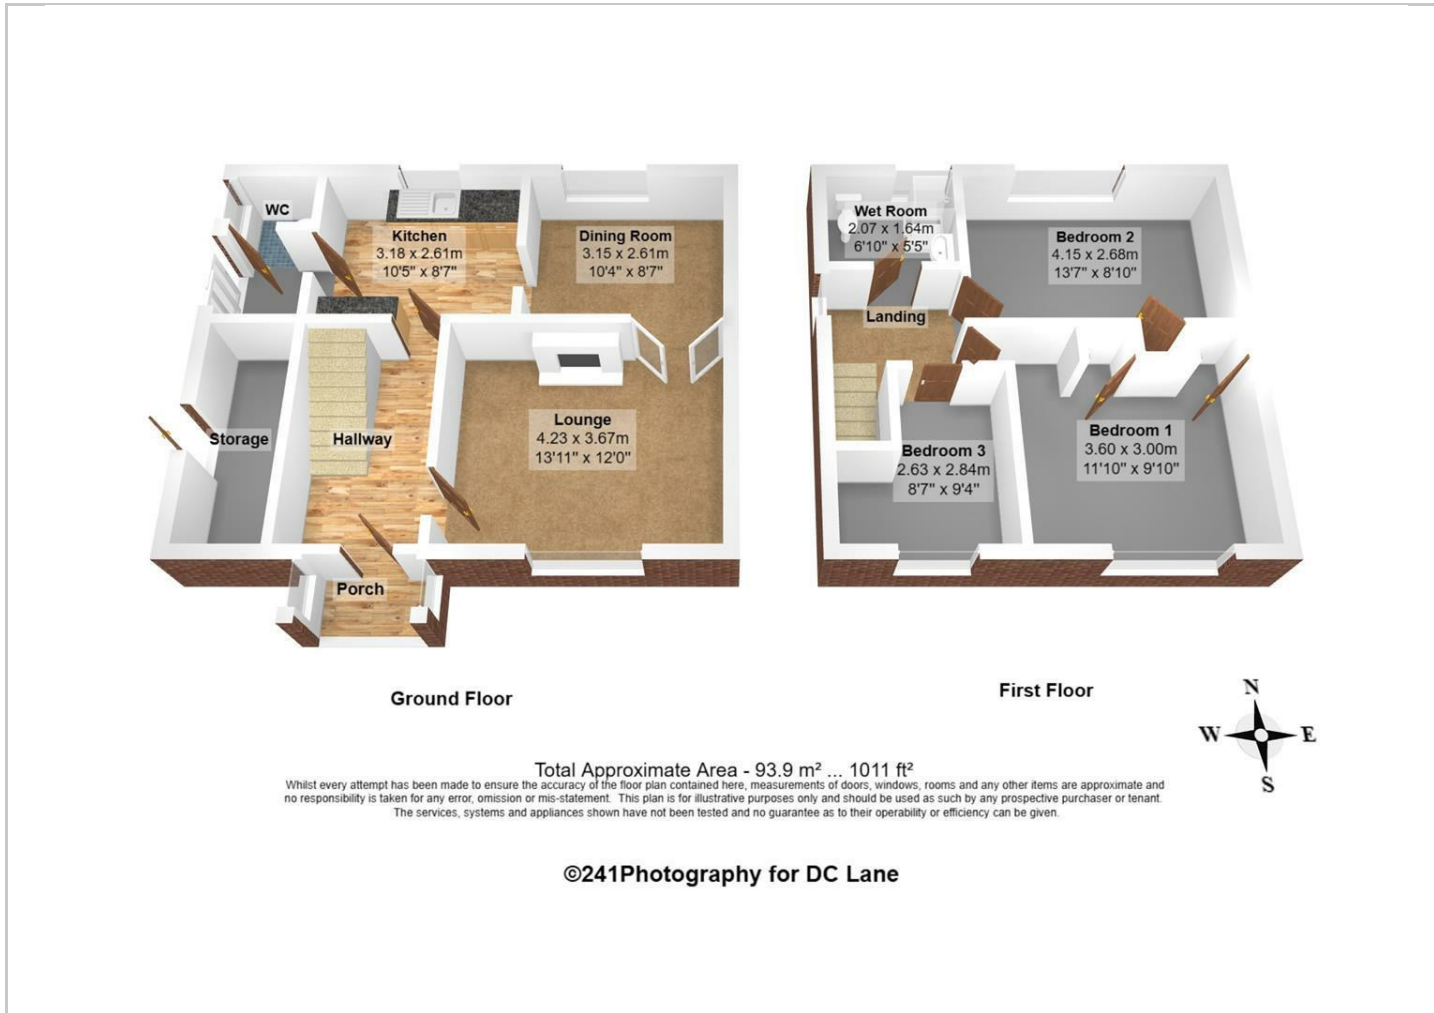 WC
Kitchen
3.18 x 2.61m
10'5" x 8'7"
Dining Room
3.15 x 2.61m
10'4" x 8'7"
Storage
Hallway
Lounge
4.23 x 3.67m
13'11" x 12'0"
Porch
Ground Floor
Wet Room
2.07 x 1.64m
6'10" x 5'5"
Bedroom 2
4.15 x 2.68m
13'7" x 8'10"
Landing
Bedroom 3
2.63 x 2.84m
8'7" x 9'4"
Bedroom 1
3.60 x 3.00m
11'10" x 9'10"
First Floor
N
W E
S
Total Approximate Area - 93.9 m² ... 1011 ft²
Whilst every attempt has been made to ensure the accuracy of the floor plan contained here, measurements of doors, windows, rooms and any other items are approximate and
no responsibility is taken for any error, omission or mis-statement. This plan is for illustrative purposes only and should be used as such by any prospective purchaser or tenant.
The services, systems and appliances shown have not been tested and no guarantee as to their operability or efficiency can be given.
©241Photography for DC Lane